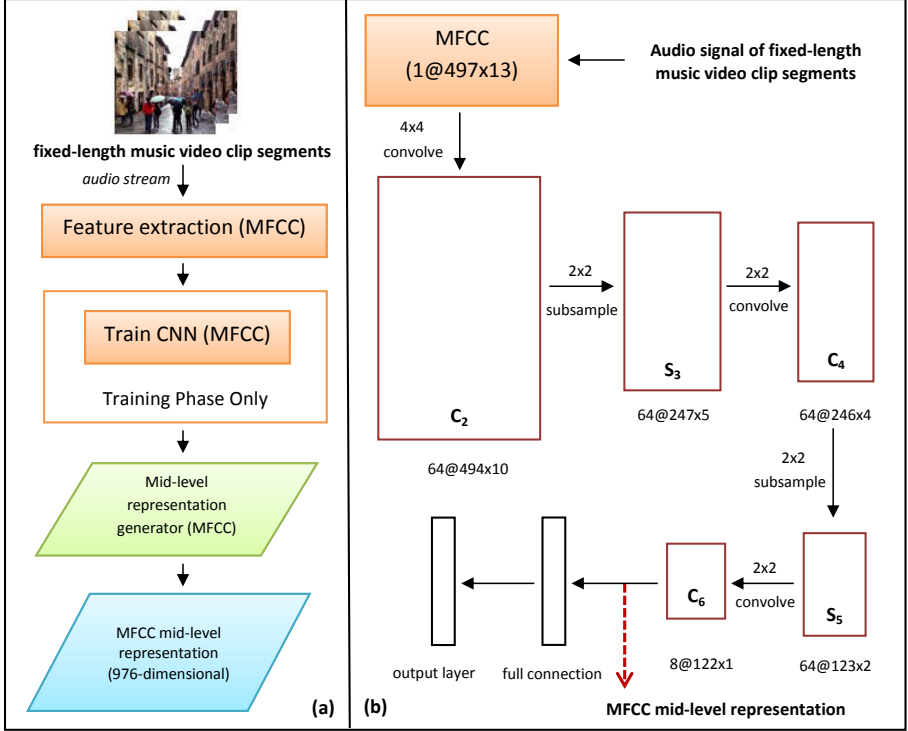 fixed-length music video clip segments
audio stream
Feature extraction (MFCC)
Train CNN (MFCC)
Training Phase Only
Mid-level
representation
generator (MFCC)
MFCC mid-level
representation
(976-dimensional)
(a)
MFCC
(1@497x13)
Audio signal of fixed-length
music video clip segments
4x4
convolve
C2
64@494x10
2x2
subsample
S3
64@247x5
2x2
convolve
C4
64@246x4
2x2
subsample
S5
64@123x2
2x2
convolve
C6
8@122x1
full connection
output layer
MFCC mid-level representation
(b)